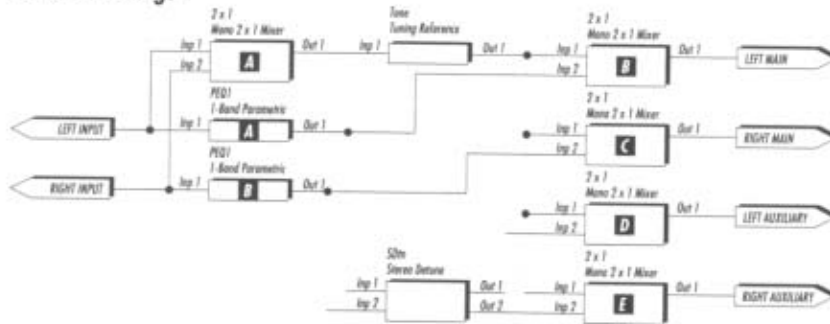 2 x 1
Mono 2 x 1 Mixer
Inp 1
Inp 2
A
Out 1
Tone
Tuning Reference
Inp 1
Out 1
2 x 1
Mono 2 x 1 Mixer
Inp 1
Inp 2
B
Out 1
LEFT MAIN
PEQ1
1-Band Parametric
LEFT INPUT
Inp 1
A
Out 1
2 x 1
Mono 2 x 1 Mixer
Inp 1
Inp 2
C
Out 1
RIGHT MAIN
PEQ1
1-Band Parametric
RIGHT INPUT
Inp 1
B
Out 1
2 x 1
Mono 2 x 1 Mixer
Inp 1
Inp 2
D
Out 1
LEFT AUXILIARY
SDtn
Stereo Detune
Inp 1
Inp 2
Out 1
Out 2
2 x 1
Mono 2 x 1 Mixer
Inp 1
Inp 2
E
Out 1
RIGHT AUXILIARY